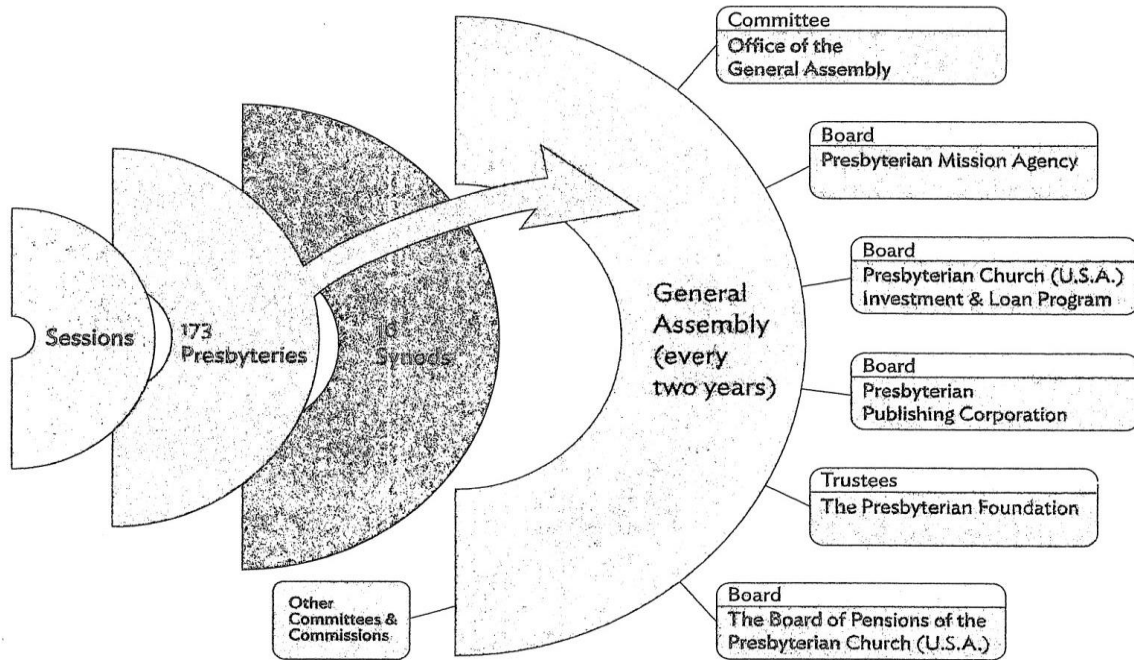 Committee
Office of the
General Assembly
Board
Presbyterian Mission Agency
Board
Presbyterian Church (U.S.A.)
Investment & Loan Program
Board
Presbyterian
Publishing Corporation
Trustees
The Presbyterian Foundation
Board
The Board of Pensions of the
Presbyterian Church (U.S.A.)
Sessions
173
Presbyteries
Synods
General
Assembly
(every
two years)
Other
Committees &
Commissions